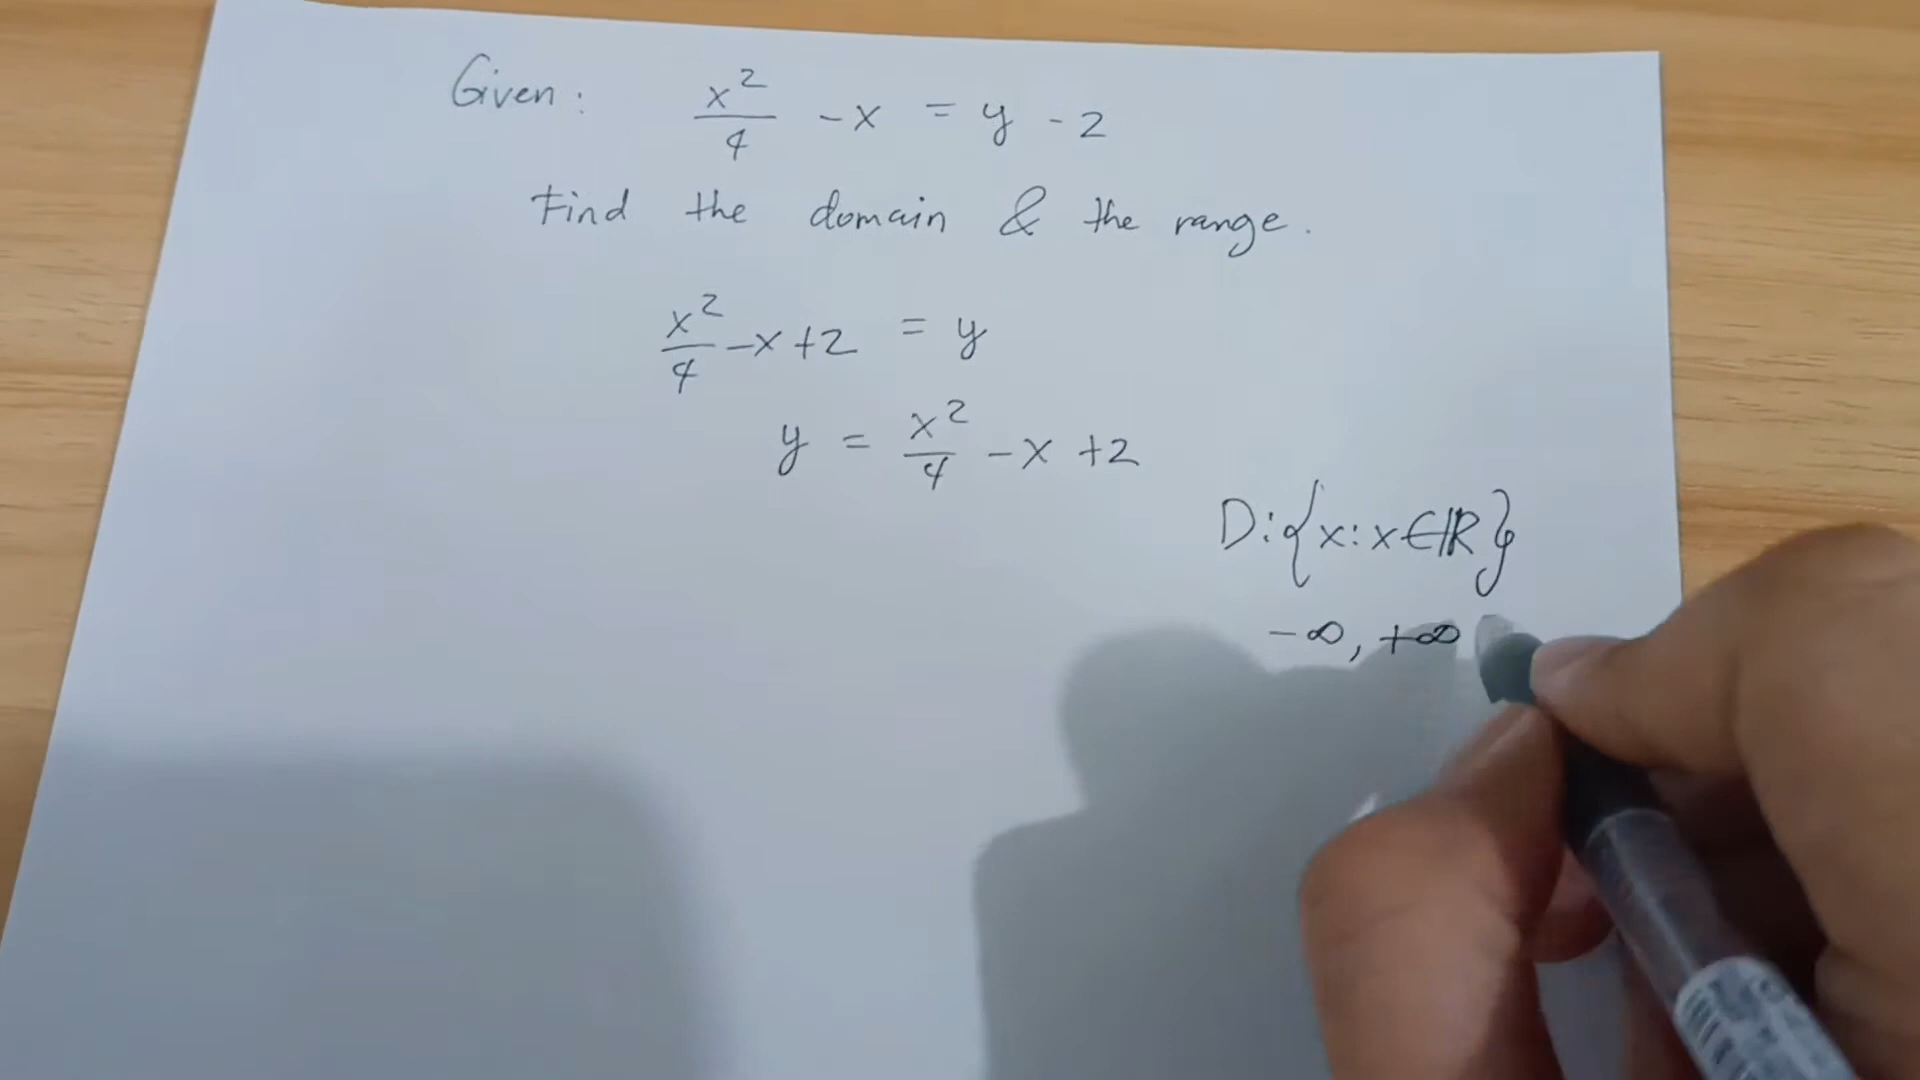 Given: x²/4 - x = y - 2
Find the domain & the range.
x²/4 - x + 2 = y
y = x²/4 - x + 2
D: {x: x∈ℝ}
-∞, +∞